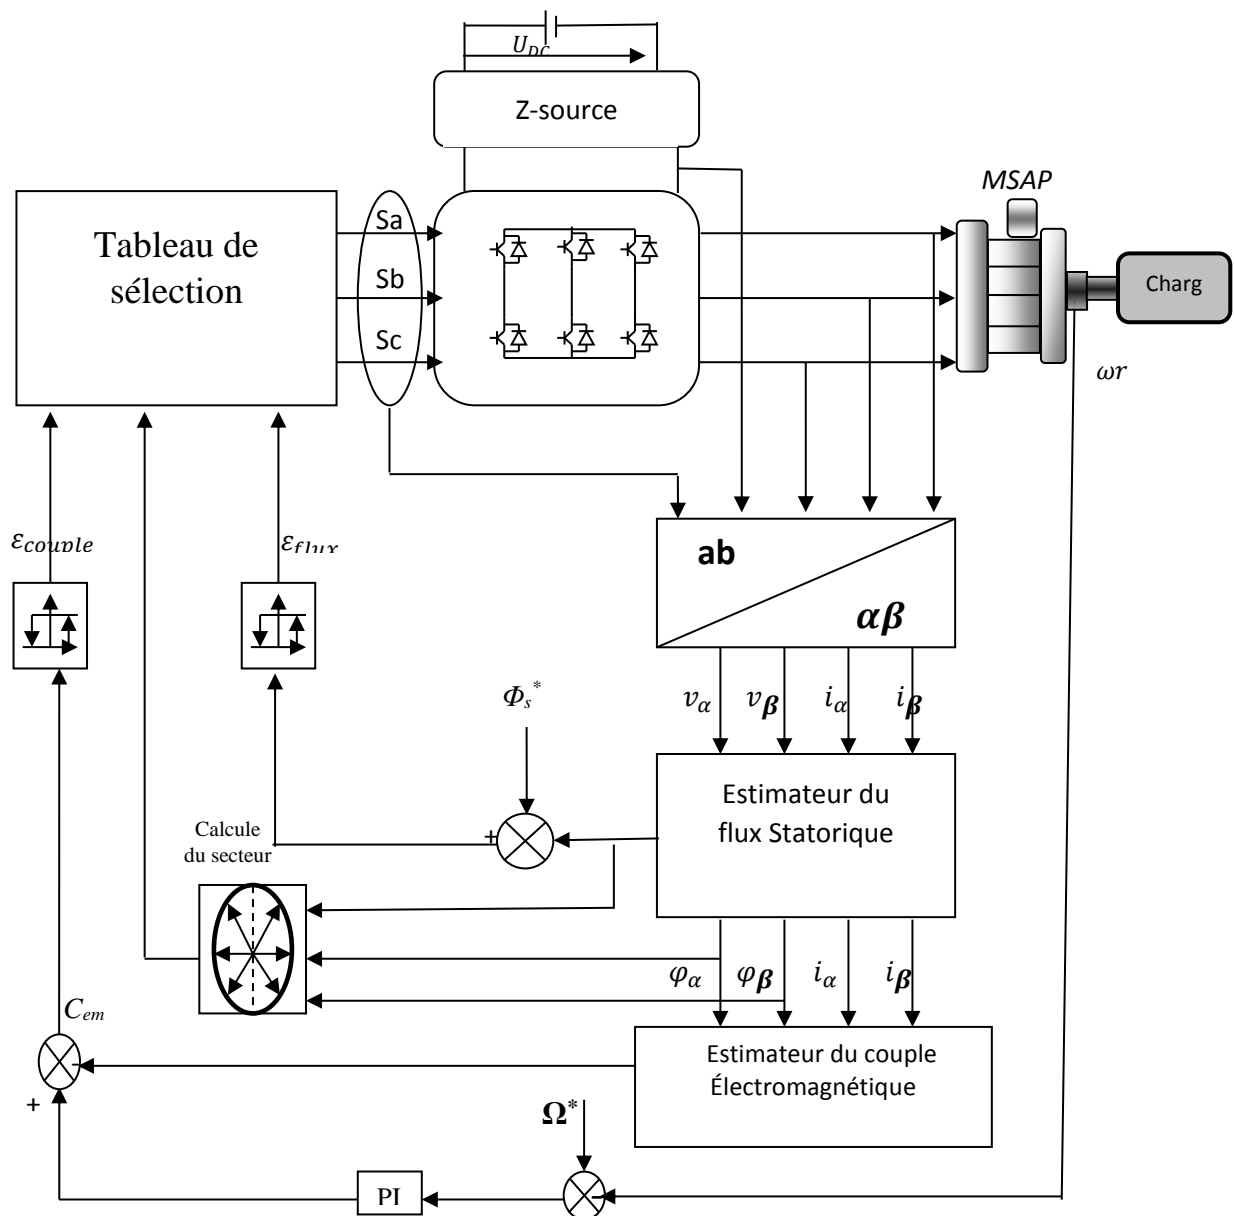 U_DC
Z-source
MSAP
Tableau de
sélection
Sa
Sb
Sc
Charg
ωr
ε_couple
ε_flux
ab
αβ
Φ_s*
v_α
v_β
i_α
i_β
Estimateur du
flux Statorique
+
Calcule
du secteur
φ_α
φ_β
i_α
i_β
C_em
Estimateur du couple
Électromagnétique
-
+
Ω*
PI
-